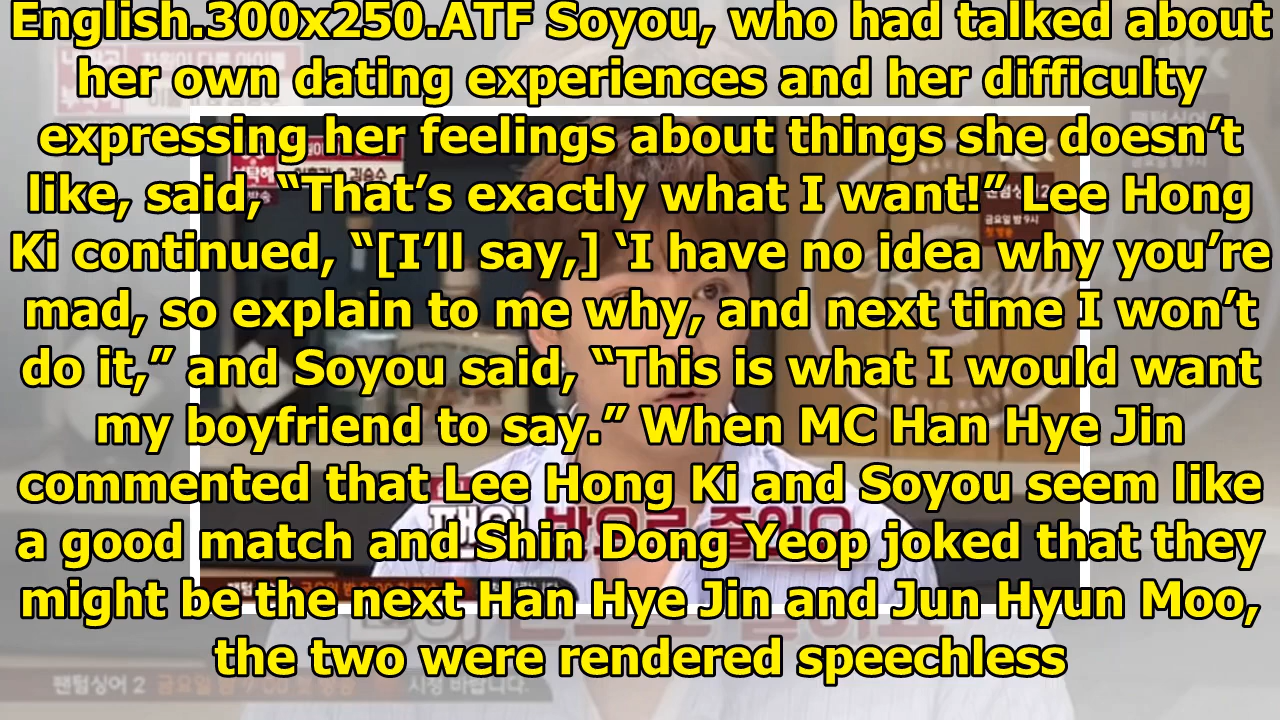 English.300x250.ATF Soyou, who had talked about
her own dating experiences and her difficulty
expressing her feelings about things she doesn’t
like, said, “That’s exactly what I want!” Lee Hong
Ki continued, “[I’ll say,] ‘I have no idea why you’re
mad, so explain to me why, and next time I won’t
do it,” and Soyou said, “This is what I would want
my boyfriend to say.” When MC Han Hye Jin
commented that Lee Hong Ki and Soyou seem like
a good match and Shin Dong Yeop joked that they
might be the next Han Hye Jin and Jun Hyun Moo,
the two were rendered speechless
팬텀싱어 2